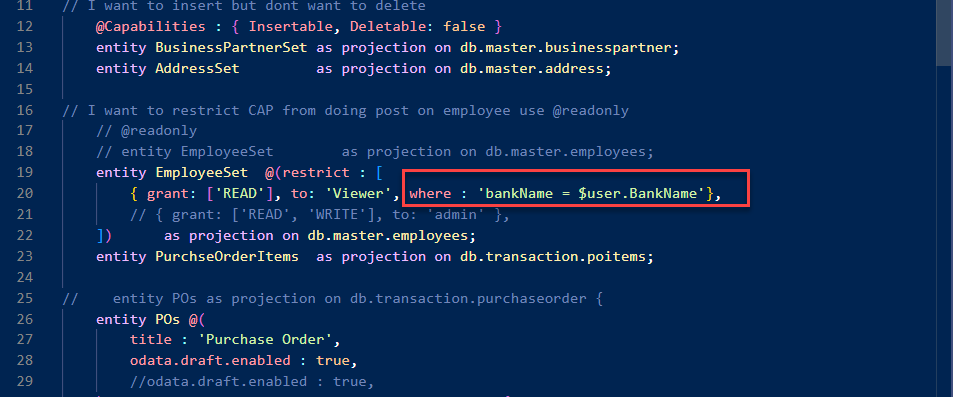 11 // I want to insert but dont want to delete
12 @Capabilities : { Insertable, Deletable: false }
13 entity BusinessPartnerSet as projection on db.master.businesspartner;
14 entity AddressSet as projection on db.master.address;
15
16 // I want to restrict CAP from doing post on employee use @readonly
17 // @readonly
18 // entity EmployeeSet as projection on db.master.employees;
19 entity EmployeeSet @(restrict : [
20 { grant: ['READ'], to: 'Viewer', where : 'bankName = $user.BankName'},
21 // { grant: ['READ', 'WRITE'], to: 'admin' },
22 ]) as projection on db.master.employees;
23 entity PurchseOrderItems as projection on db.transaction.poitems;
24
25 // entity POs as projection on db.transaction.purchaseorder {
26 entity POs @(
27 title : 'Purchase Order',
28 odata.draft.enabled : true,
29 //odata.draft.enabled : true,